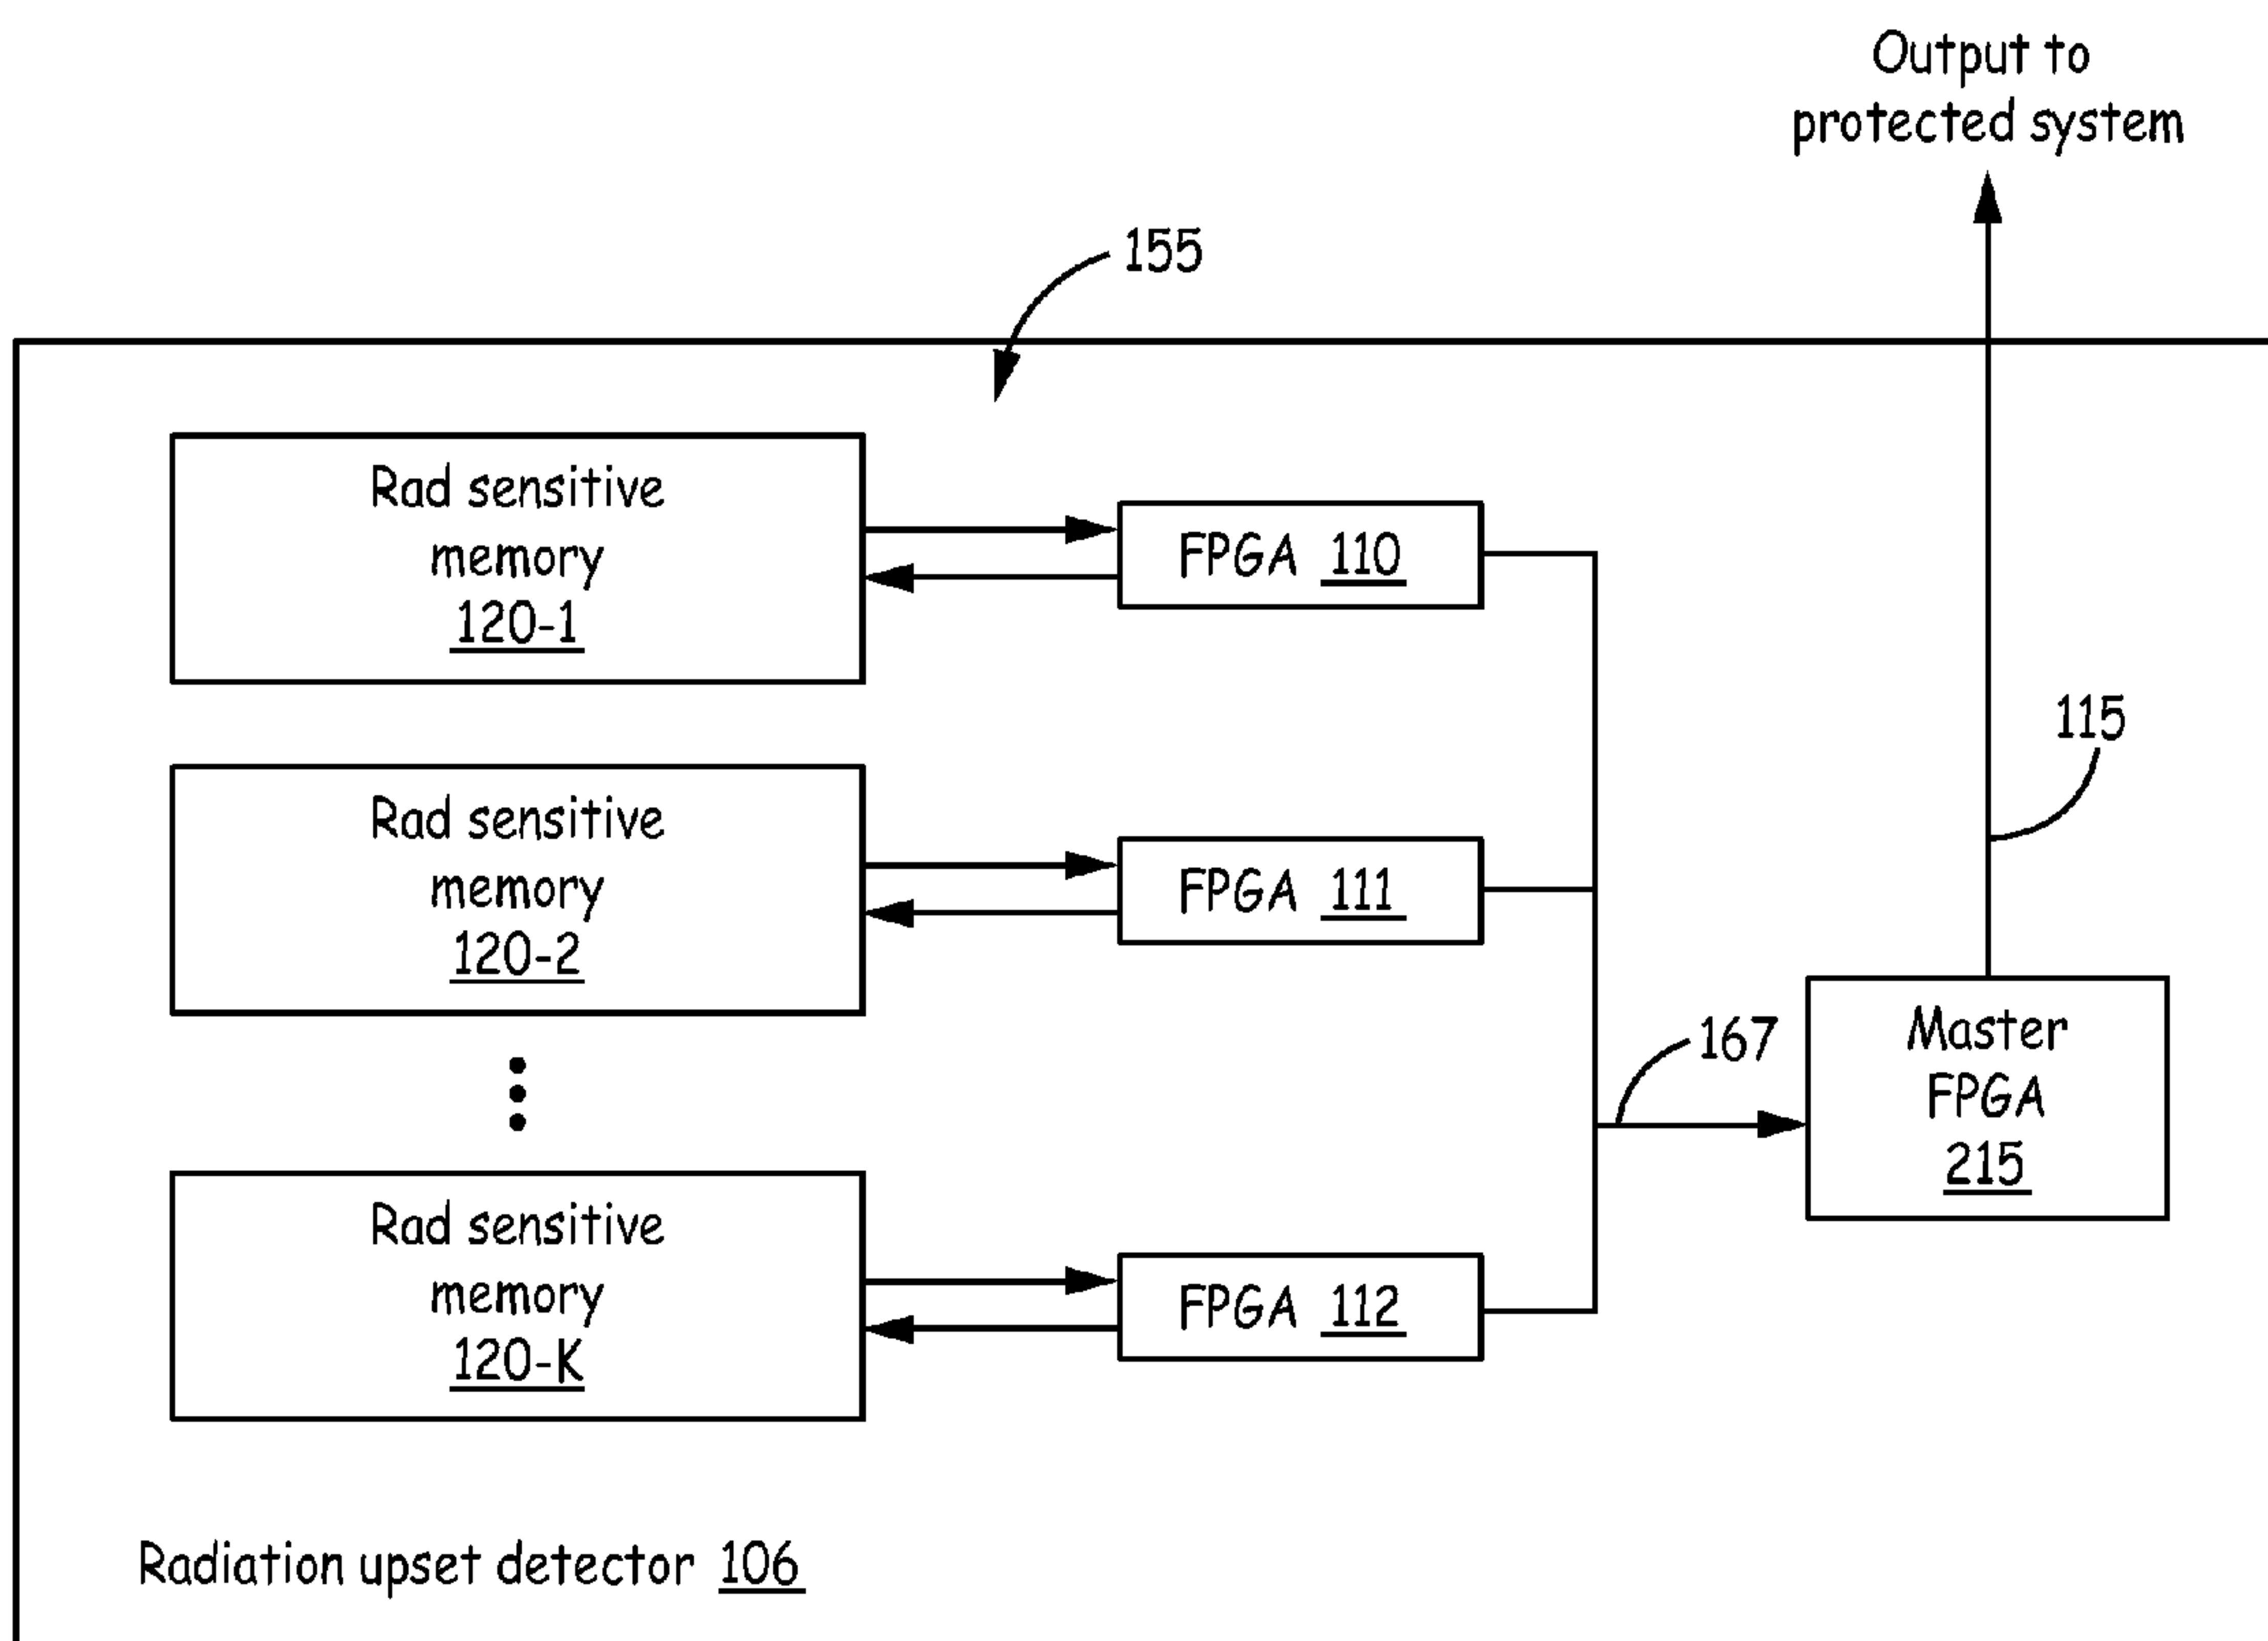 Output to
protected system
155
Rad sensitive
memory
120-1
FPGA 110
115
Rad sensitive
memory
120-2
FPGA 111
167
Master
FPGA
215
Rad sensitive
memory
120-K
FPGA 112
Radiation upset detector 106